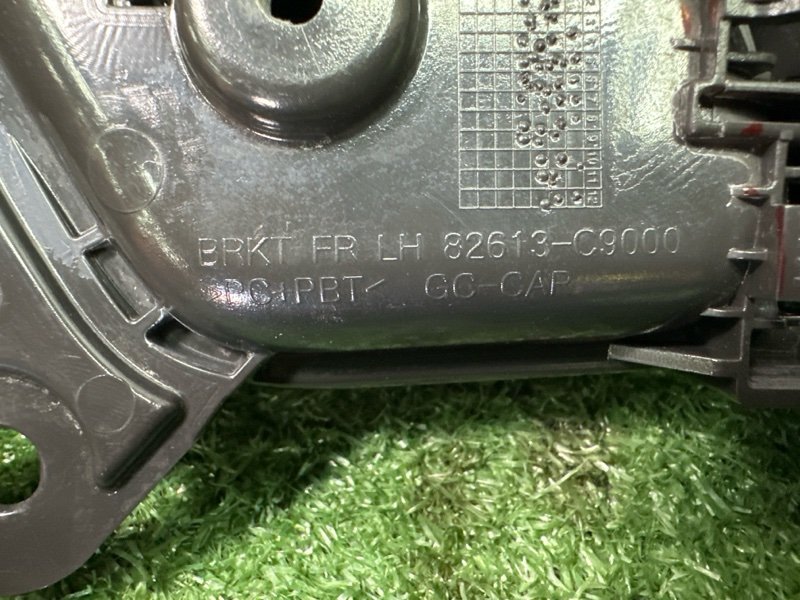 BRKT FR LH 82613-C9000
>PC+PBT< GC-CAP